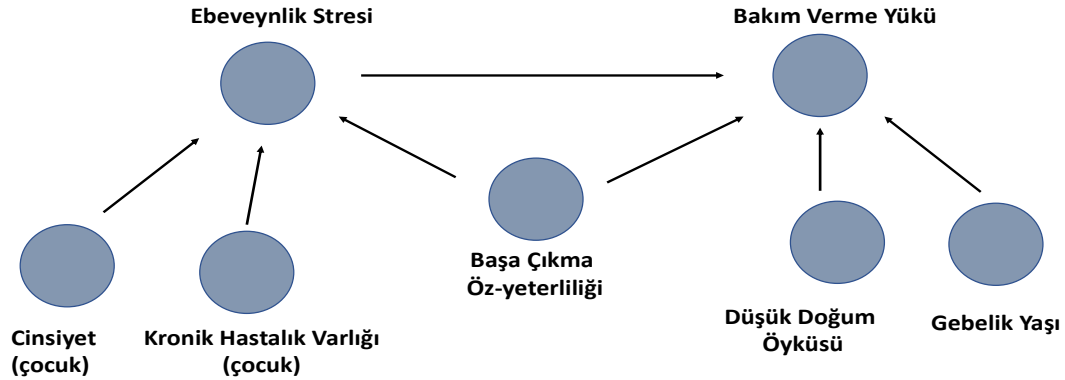 Ebeveynlik Stresi
Bakım Verme Yükü
Başa Çıkma
Öz-yeterliliği
Cinsiyet
(çocuk)
Kronik Hastalık Varlığı
(çocuk)
Düşük Doğum
Öyküsü
Gebelik Yaşı